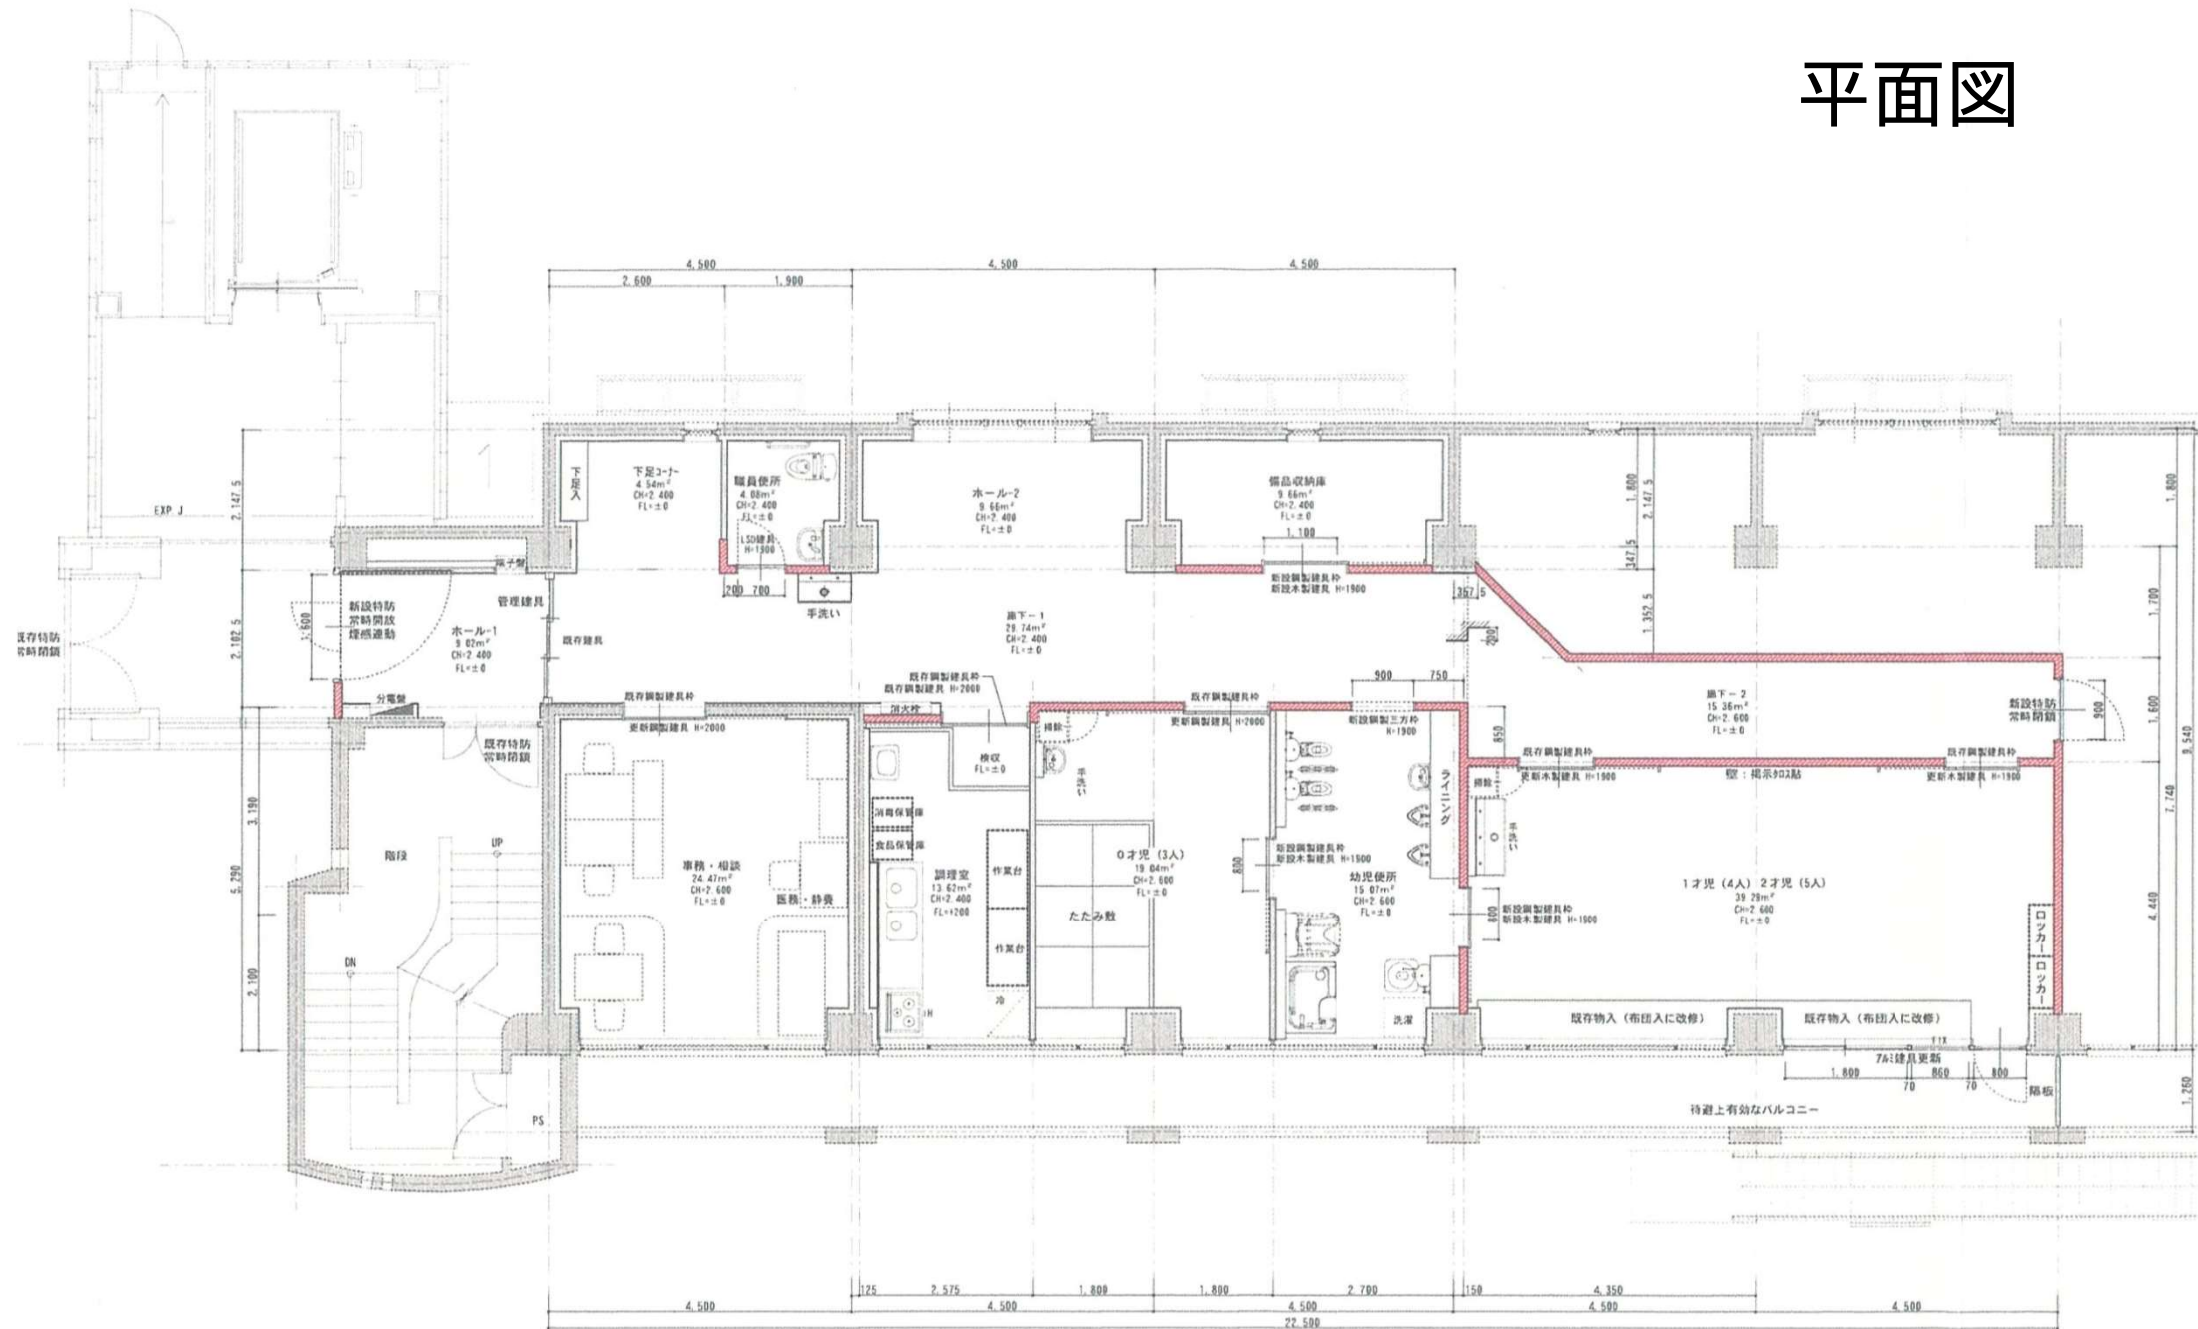 平面図
4,500
4,500
4,500
2,600
1,900
EXP.J
2,147.5
2,102.5
3,190
5,290
2,100
下足入
下足コーナー
4.54m²
CH=2,400
FL=±0
職員便所
4.08m²
CH=2,400
FL=±0
LSD建具
H=1900
200
700
手洗い
ホール-2
9.66m²
CH=2,400
FL=±0
備品収納庫
9.66m²
CH=2,400
FL=±0
1,100
新設鋼製建具枠
新設木製建具 H=1900
1,800
2,147.5
347.5
1,352.5
357.5
200
1,800
1,700
1,600
9,540
7,740
4,440
1,260
端子盤
管理建具
既存建具
新設特防
常時開放
煙感連動
1,600
ホール-1
9.02m²
CH=2,400
FL=±0
既存特防
常時閉鎖
分電盤
既存特防
常時閉鎖
廊下-1
29.74m²
CH=2,400
FL=±0
既存鋼製建具枠
更新鋼製建具 H=2000
既存鋼製建具枠
既存鋼製建具 H=2000
消火栓
既存鋼製建具枠
更新鋼製建具 H=2000
900
750
新設鋼製三方枠
H=1900
850
廊下-2
15.36m²
CH=2,600
FL=±0
新設特防
常時閉鎖
900
既存鋼製建具枠
更新木製建具 H=1900
壁：掲示クロス貼
既存鋼製建具枠
更新木製建具 H=1900
階段
UP
DN
PS
事務・相談
24.47m²
CH=2,600
FL=±0
医務・静養
検収
FL=±0
消毒保管庫
食品保管庫
調理室
13.62m²
CH=2,400
FL=+200
作業台
作業台
冷
IH
掃除
手洗い
0才児 (3人)
19.04m²
CH=2,600
FL=±0
たたみ敷
800
新設鋼製建具枠
新設木製建具 H=1500
幼児便所
15.07m²
CH=2,600
FL=±0
ライニング
洗濯
掃除
手洗い
800
新設鋼製建具枠
新設木製建具 H=1500
1才児 (4人) 2才児 (5人)
39.29m²
CH=2,600
FL=±0
ロッカー
ロッカー
既存物入 (布団入に改修)
既存物入 (布団入に改修)
FIX
アルミ建具更新
1,800
70
860
70
800
隔板
待避上有効なバルコニー
125
2,575
1,800
1,800
2,700
150
4,350
4,500
4,500
4,500
4,500
4,500
22,500